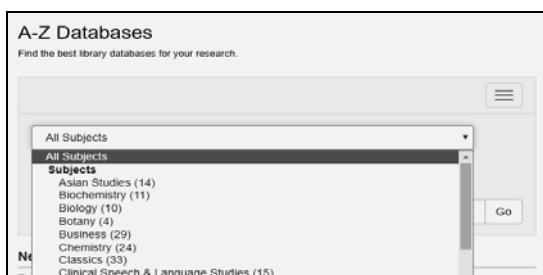 A-Z Databases
Find the best library databases for your research.
All Subjects
All Subjects
Subjects
Asian Studies (14)
Biochemistry (11)
Biology (10)
Botany (4)
Business (29)
Go
Chemistry (24)
Classics (33)
Ne
Clinical Speech & Language Studies (15)